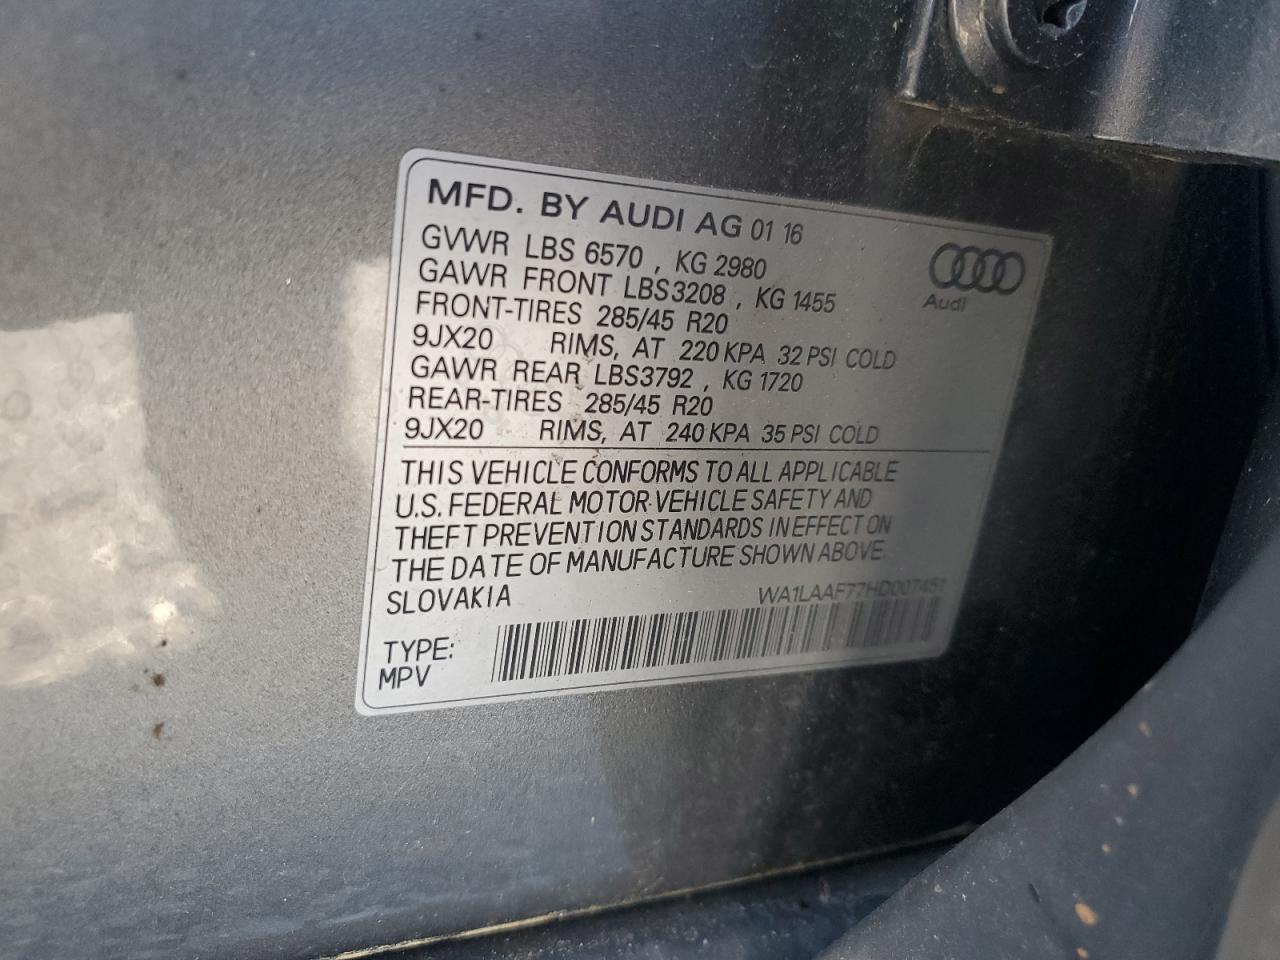 MFD. BY AUDI AG 01 16
GVWR LBS 6570 , KG 2980
GAWR FRONT LBS3208 , KG 1455
FRONT-TIRES 285/45 R20
9JX20 RIMS, AT 220 KPA 32 PSI COLD
GAWR REAR LBS3792 , KG 1720
REAR-TIRES 285/45 R20
9JX20 RIMS, AT 240 KPA 35 PSI COLD
Audi
THIS VEHICLE CONFORMS TO ALL APPLICABLE
U.S. FEDERAL MOTOR VEHICLE SAFETY AND
THEFT PREVENTION STANDARDS IN EFFECT ON
THE DATE OF MANUFACTURE SHOWN ABOVE.
SLOVAKIA WA1LAAF77HD007451
TYPE:
MPV